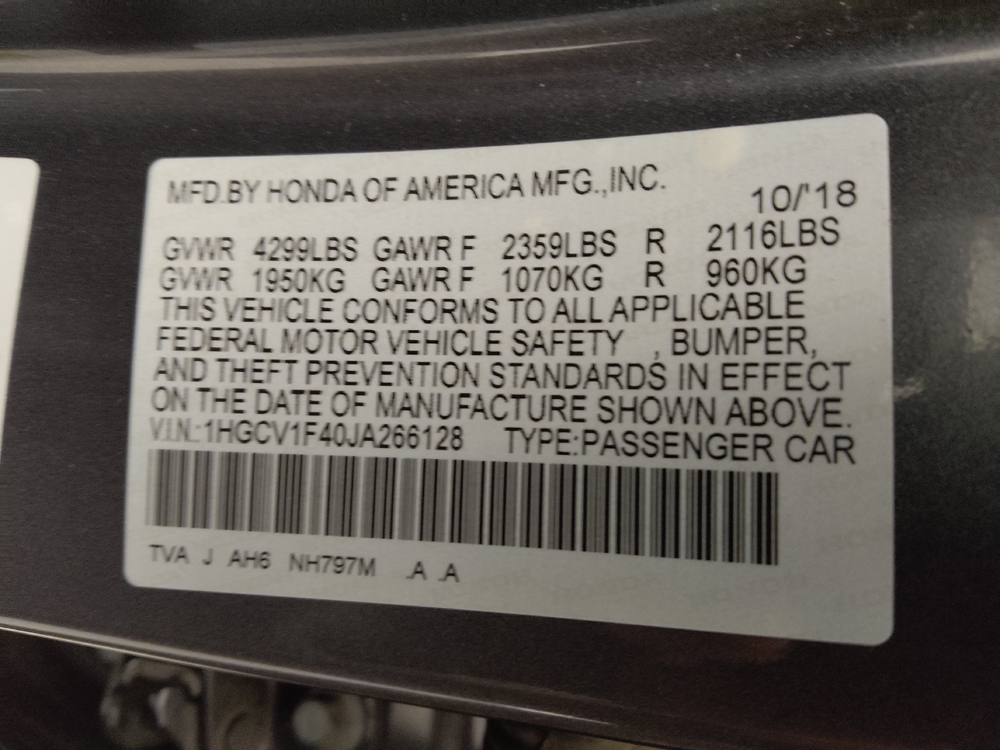 MFD.BY HONDA OF AMERICA MFG.,INC.
10/'18
GVWR 4299LBS GAWR F 2359LBS R 2116LBS
GVWR 1950KG GAWR F 1070KG R 960KG
THIS VEHICLE CONFORMS TO ALL APPLICABLE
FEDERAL MOTOR VEHICLE SAFETY , BUMPER,
AND THEFT PREVENTION STANDARDS IN EFFECT
ON THE DATE OF MANUFACTURE SHOWN ABOVE.
V.I.N.:1HGCV1F40JA266128 TYPE:PASSENGER CAR
TVA J AH6 NH797M .A .A